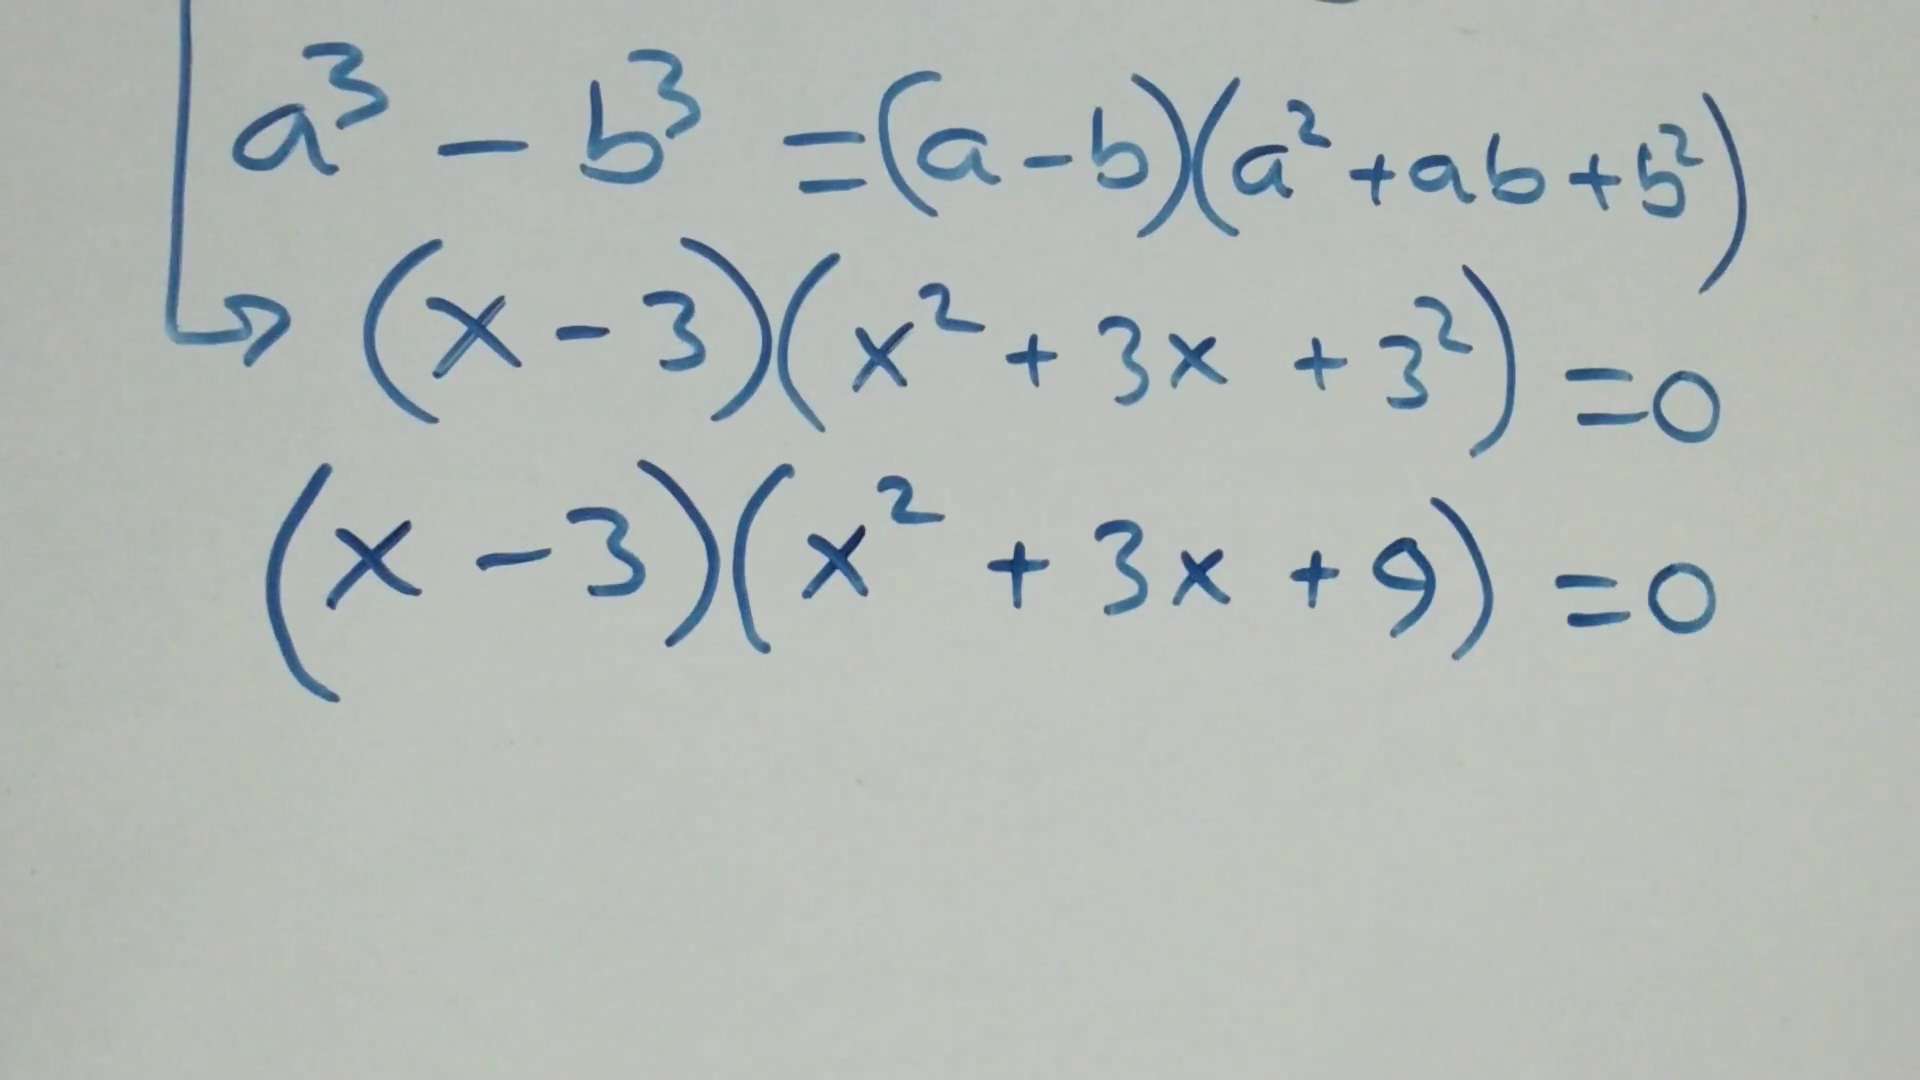 a³ - b³ = (a-b)(a² + ab + b²)
(x - 3)(x² + 3x + 3²) = 0
(x - 3)(x² + 3x + 9) = 0